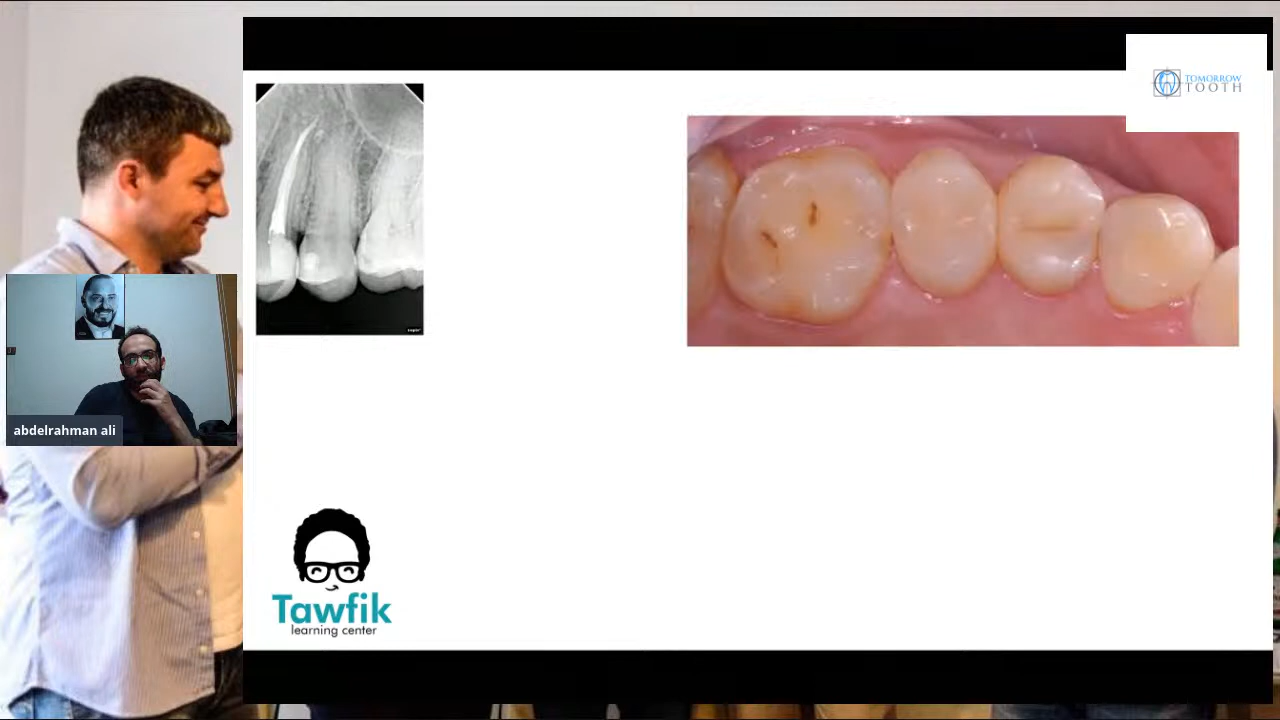 TOMORROW
TOOTH
abdelrahman ali
Tawfik
learning center